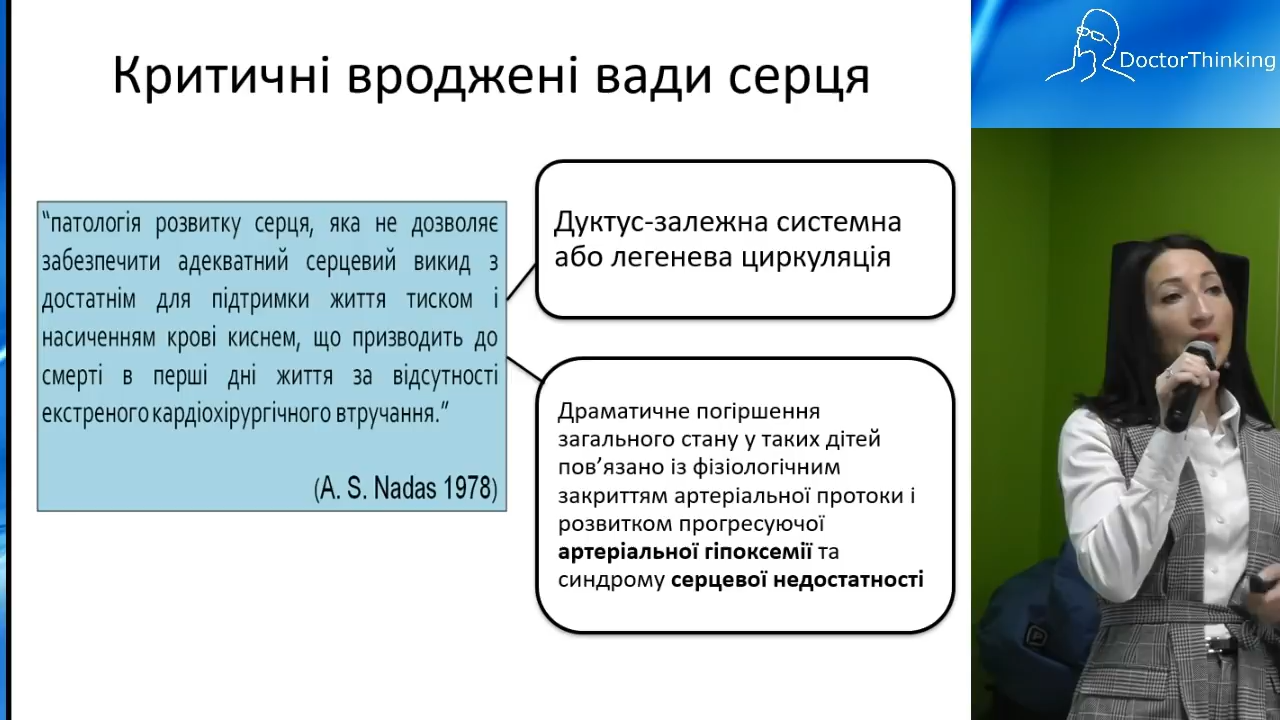 Критичні вроджені вади серця
“патологія розвитку серця, яка не дозволяє
забезпечити адекватний серцевий викид з
достатнім для підтримки життя тиском і
насиченням крові киснем, що призводить до
смерті в перші дні життя за відсутності
екстреного кардіохірургічного втручання.”
(A. S. Nadas 1978)
Дуктус-залежна системна
або легенева циркуляція
Драматичне погіршення
загального стану у таких дітей
пов’язано із фізіологічним
закриттям артеріальної протоки і
розвитком прогресуючої
артеріальної гіпоксемії та
синдрому серцевої недостатності
DoctorThinking